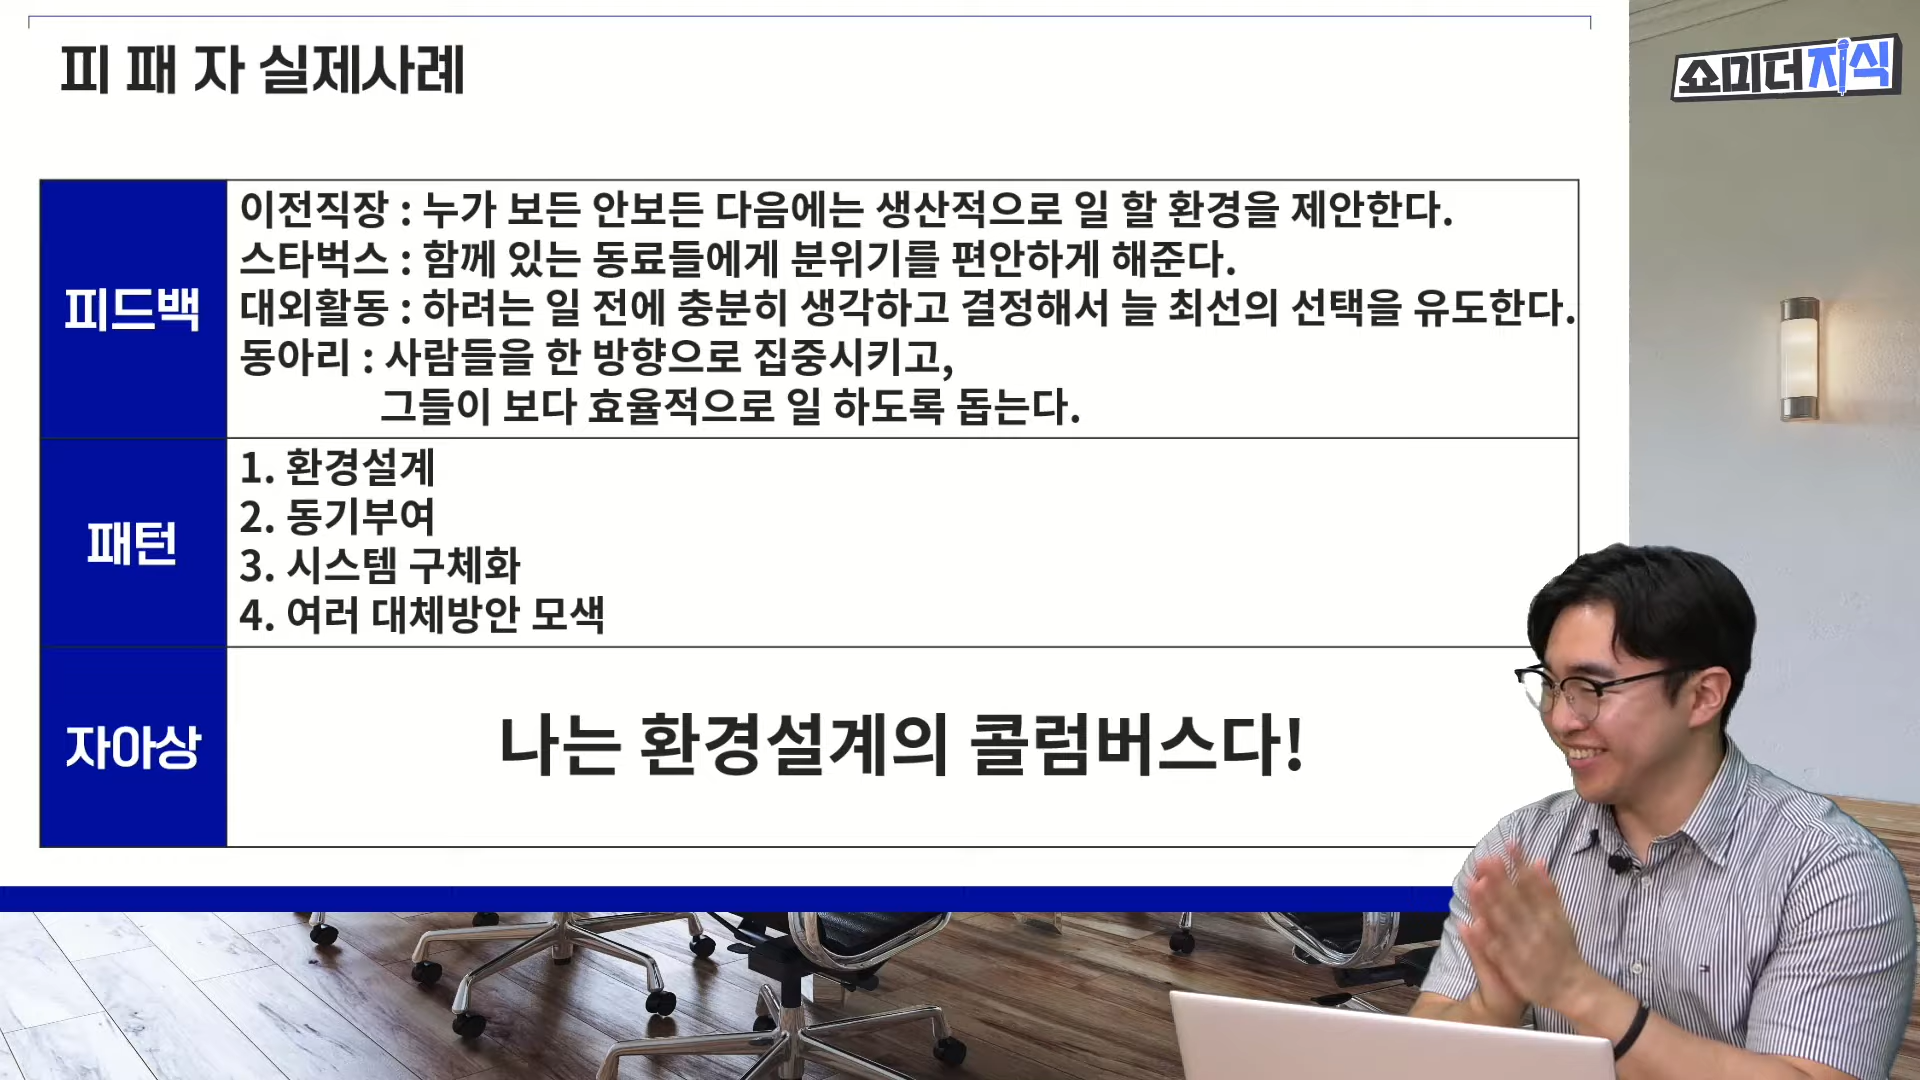 피 패 자 실제사례
쇼미더지식
피드백
이전직장 : 누가 보든 안보든 다음에는 생산적으로 일 할 환경을 제안한다.
스타벅스 : 함께 있는 동료들에게 분위기를 편안하게 해준다.
대외활동 : 하려는 일 전에 충분히 생각하고 결정해서 늘 최선의 선택을 유도한다.
동아리 : 사람들을 한 방향으로 집중시키고,
그들이 보다 효율적으로 일 하도록 돕는다.
패턴
1. 환경설계
2. 동기부여
3. 시스템 구체화
4. 여러 대체방안 모색
자아상
나는 환경설계의 콜럼버스다!